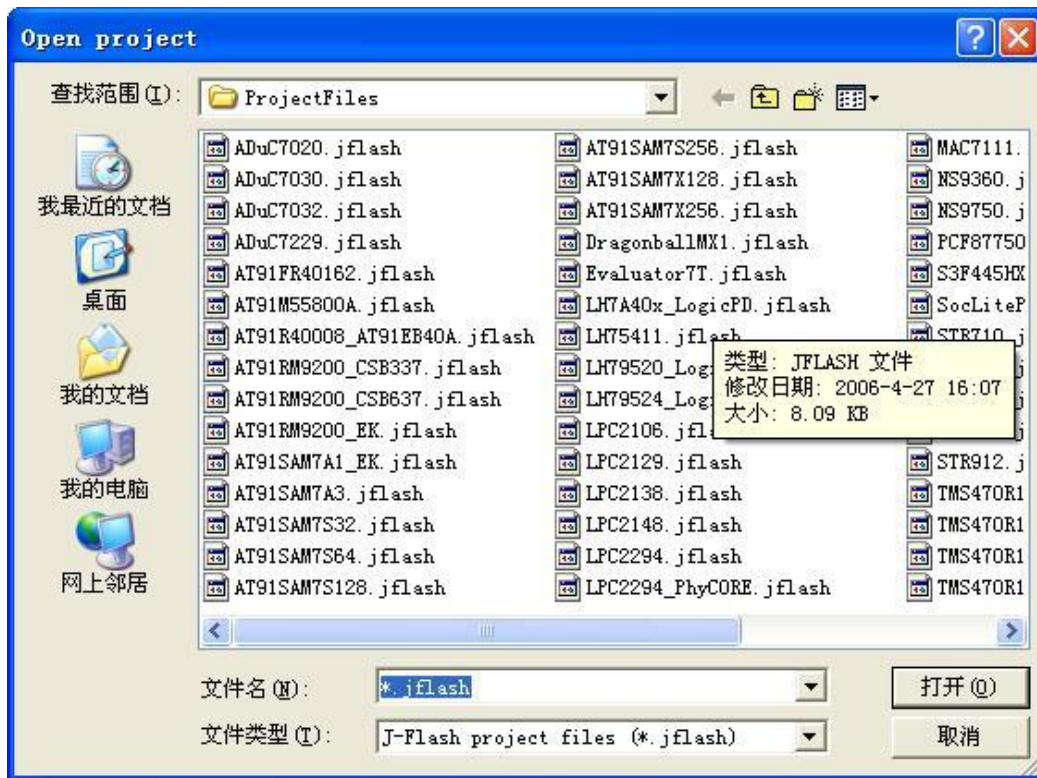 Open project
查找范围(I):
ProjectFiles
我最近的文档
桌面
我的文档
我的电脑
网上邻居
ADuC7020.jflash
ADuC7030.jflash
ADuC7032.jflash
ADuC7229.jflash
AT91FR40162.jflash
AT91M55800A.jflash
AT91R40008_AT91EB40A.jflash
AT91RM9200_CSB337.jflash
AT91RM9200_CSB637.jflash
AT91RM9200_EK.jflash
AT91SAM7A1_EK.jflash
AT91SAM7A3.jflash
AT91SAM7S32.jflash
AT91SAM7S64.jflash
AT91SAM7S128.jflash
AT91SAM7S256.jflash
AT91SAM7X128.jflash
AT91SAM7X256.jflash
DragonballMX1.jflash
Evaluator7T.jflash
LH7A40x_LogicPD.jflash
LH75411.jflash
LH79520_Log
LH79524_Log
LPC2106.jfl
LPC2129.jflash
LPC2138.jflash
LPC2148.jflash
LPC2294.jflash
LPC2294_PhyCORE.jflash
MAC7111.
NS9360.j
NS9750.j
PCF87750
S3F445HX
SocLiteP
STR710.j
STR912.j
TMS470R1
TMS470R1
TMS470R1
TMS470R1
类型: JFLASH 文件
修改日期: 2006-4-27 16:07
大小: 8.09 KB
文件名(N):
*.jflash
打开(O)
文件类型(T):
J-Flash project files (*.jflash)
取消